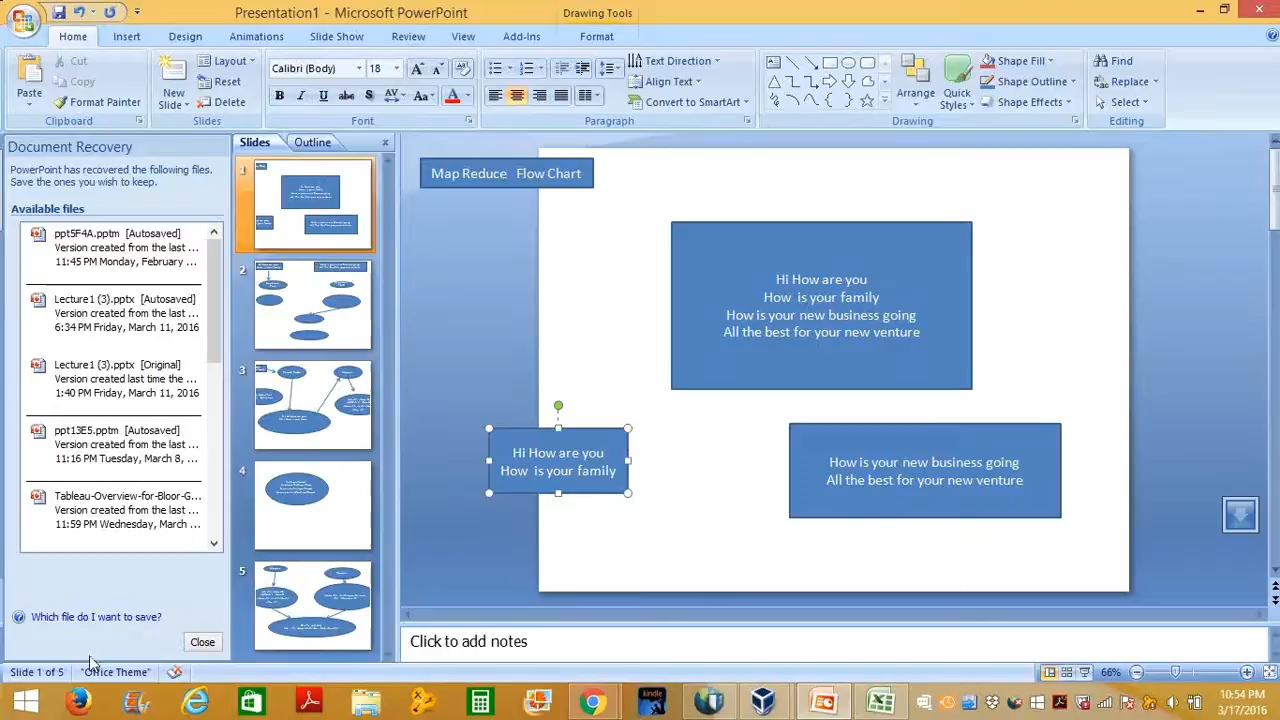 Presentation1 - Microsoft PowerPoint
Drawing Tools
Home
Insert
Design
Animations
Slide Show
Review
View
Add-Ins
Format
Paste
Cut
Copy
Format Painter
Clipboard
New
Slide
Layout
Reset
Delete
Slides
Calibri (Body)
18
Font
Text Direction
Align Text
Convert to SmartArt
Paragraph
Arrange
Quick
Styles
Shape Fill
Shape Outline
Shape Effects
Drawing
Find
Replace
Select
Editing
Document Recovery
PowerPoint has recovered the following files.
Save the ones you wish to keep.
Available files
ppt5F4A.pptm [Autosaved]
Version created from the last ...
11:45 PM Monday, February ...
Lecture1 (3).pptx [Autosaved]
Version created from the last ...
6:34 PM Friday, March 11, 2016
Lecture1 (3).pptx [Original]
Version created last time the ...
1:40 PM Friday, March 11, 2016
ppt13E5.pptm [Autosaved]
Version created from the last ...
11:16 PM Tuesday, March 8, ...
Tableau-Overview-for-Bloor-G...
Version created from the last ...
11:59 PM Wednesday, March ...
Which file do I want to save?
Close
Slides
Outline
1
2
3
4
5
Map Reduce Flow Chart
Hi How are you
How is your family
How is your new business going
All the best for your new venture
Hi How are you
How is your family
How is your new business going
All the best for your new venture
Click to add notes
Slide 1 of 5
"Office Theme"
66%
kindle
10:54 PM
3/17/2016